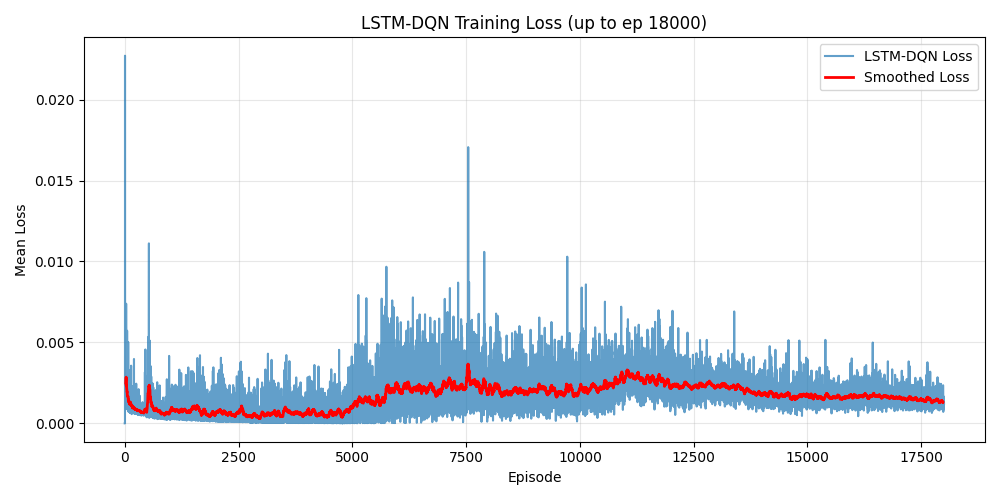 LSTM-DQN Training Loss (up to ep 18000)
LSTM-DQN Loss
Smoothed Loss
Mean Loss
0.020
0.015
0.010
0.005
0.000
0 2500 5000 7500 10000 12500 15000 17500
Episode